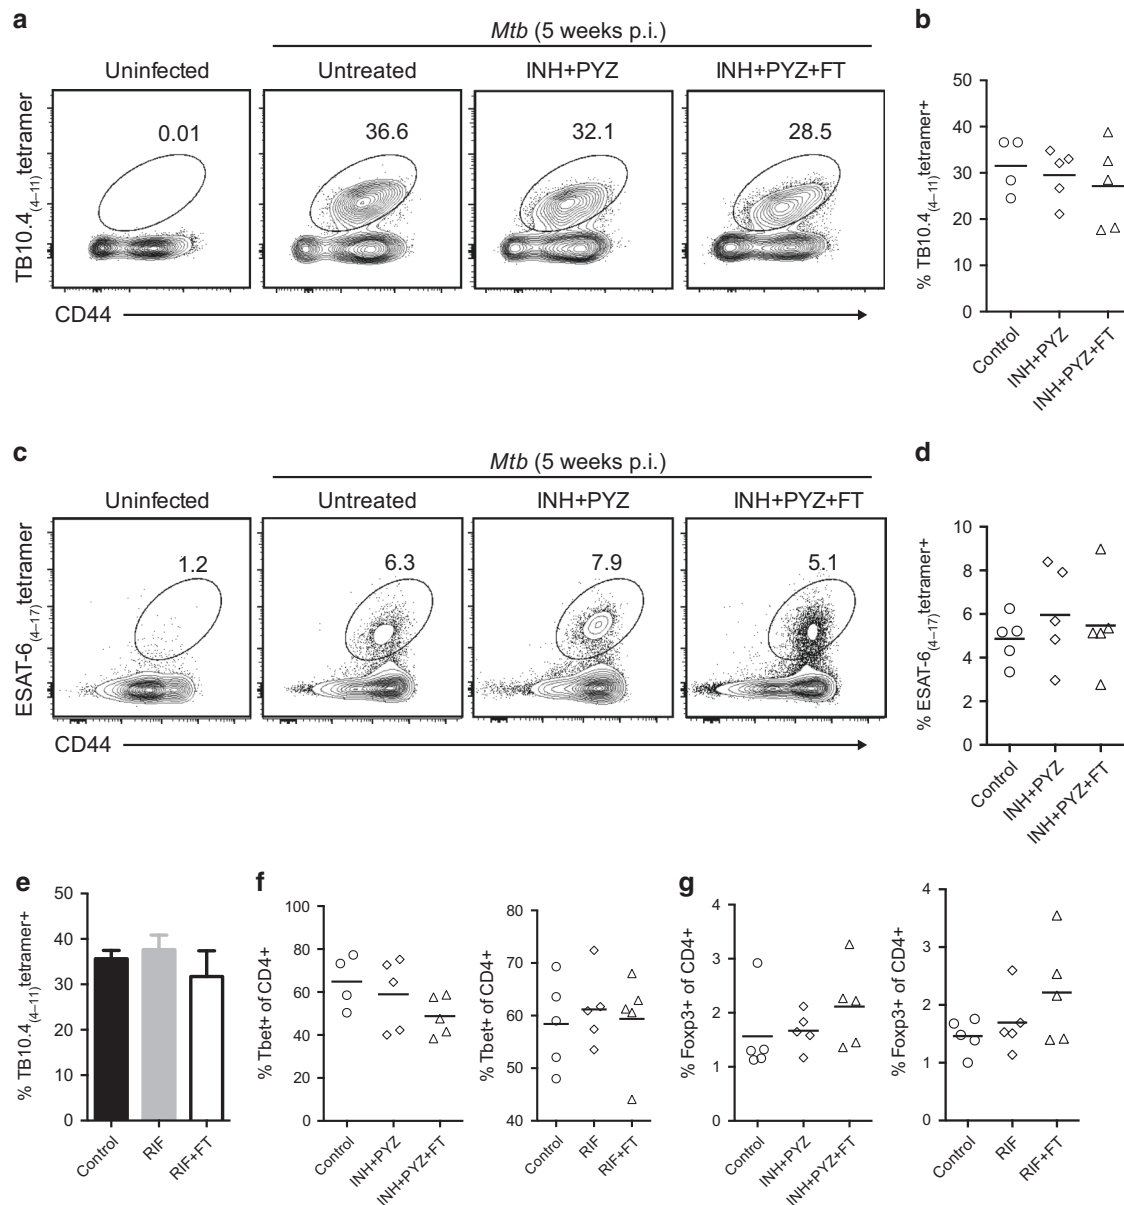 a
Mtb (5 weeks p.i.)
Uninfected Untreated INH+PYZ INH+PYZ+FT
TB10.4(4–11)tetramer
0.01 36.6 32.1 28.5
CD44
b
% TB10.4(4–11)tetramer+
50
40
30
20
10
0
Control INH+PYZ INH+PYZ+FT
c
Mtb (5 weeks p.i.)
Uninfected Untreated INH+PYZ INH+PYZ+FT
ESAT-6(4–17)tetramer
1.2 6.3 7.9 5.1
CD44
d
% ESAT-6(4–17)tetramer+
10
8
6
4
2
0
Control INH+PYZ INH+PYZ+FT
e
% TB10.4(4–11)tetramer+
50
40
30
20
10
0
Control RIF RIF+FT
f
% Tbet+ of CD4+
100
80
60
40
20
0
Control INH+PYZ INH+PYZ+FT
% Tbet+ of CD4+
80
70
60
50
40
Control RIF RIF+FT
g
% Foxp3+ of CD4+
4
3
2
1
0
Control INH+PYZ INH+PYZ+FT
% Foxp3+ of CD4+
4
3
2
1
0
Control RIF RIF+FT